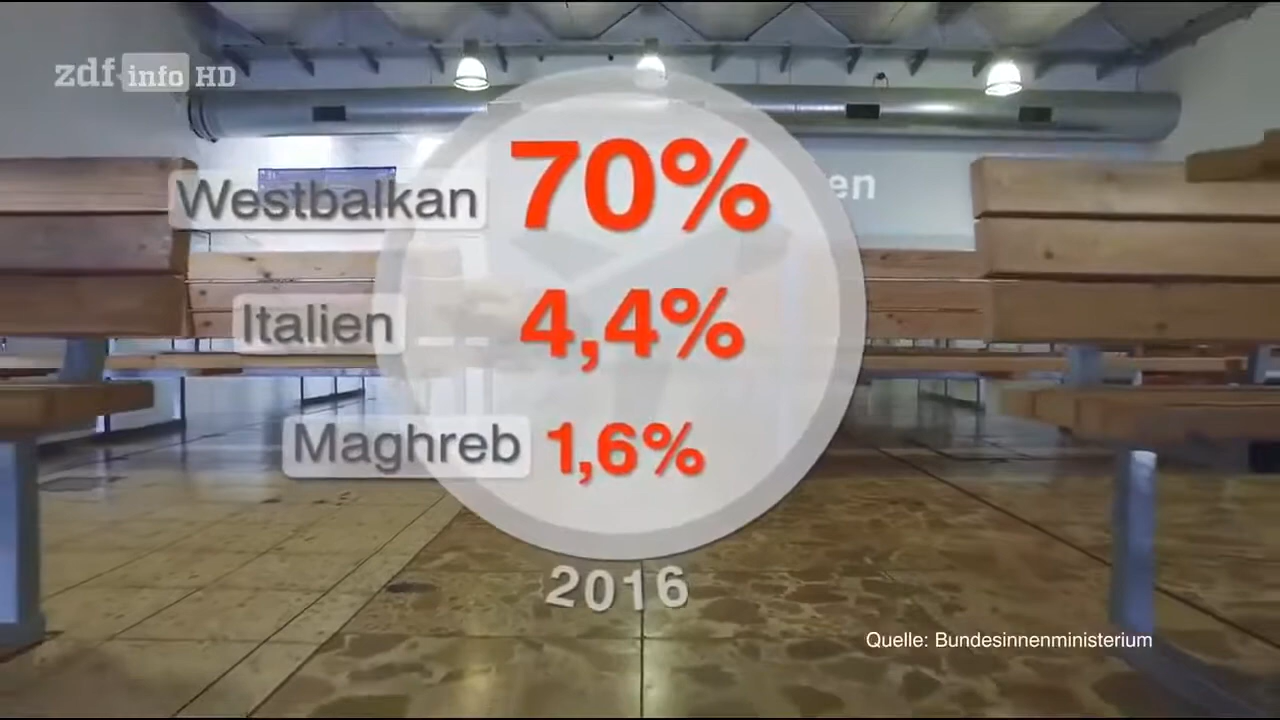 zdf info HD
Westbalkan 70%
Italien 4,4%
Maghreb 1,6%
2016
Quelle: Bundesinnenministerium